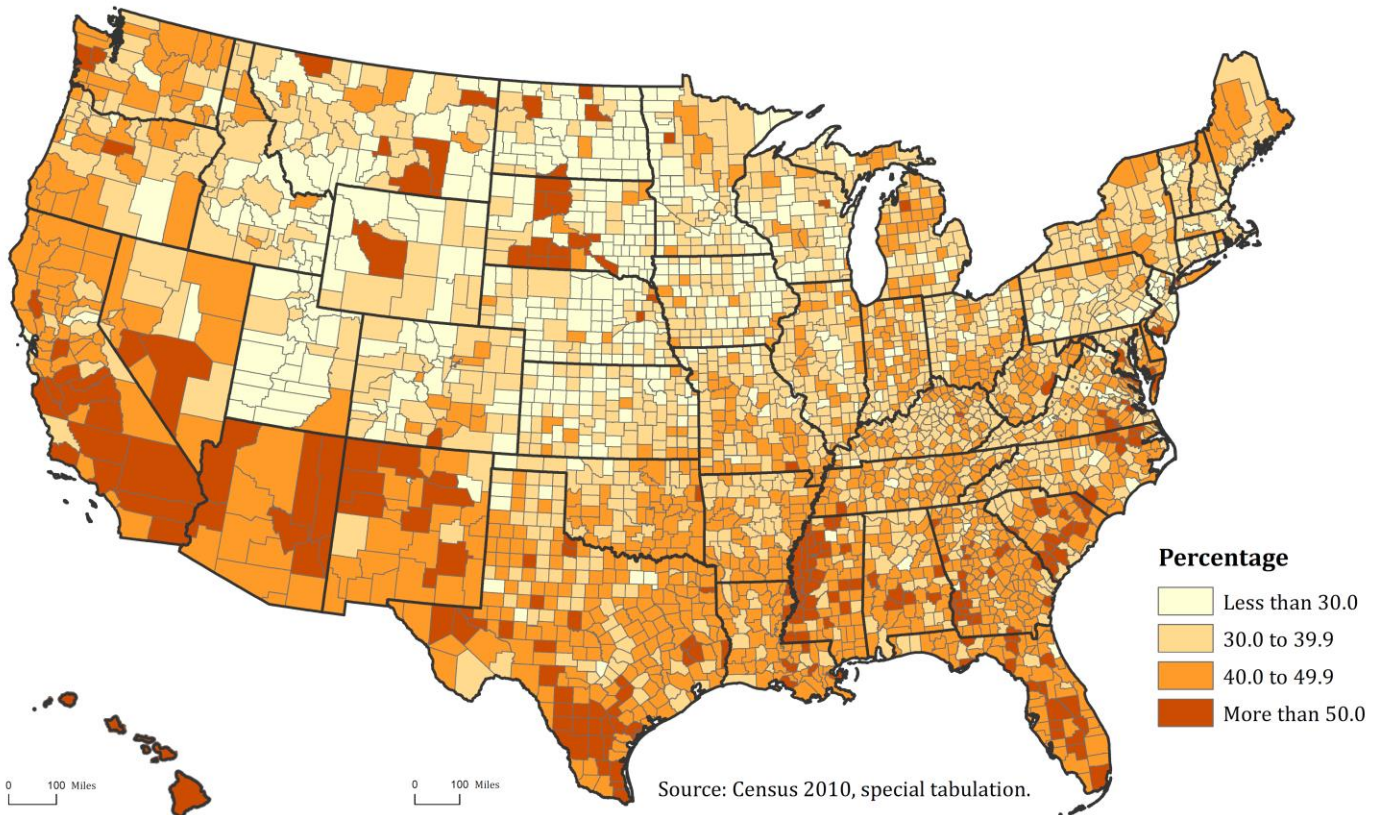 Percentage
Less than 30.0
30.0 to 39.9
40.0 to 49.9
More than 50.0
0 100 Miles
0 100 Miles
Source: Census 2010, special tabulation.